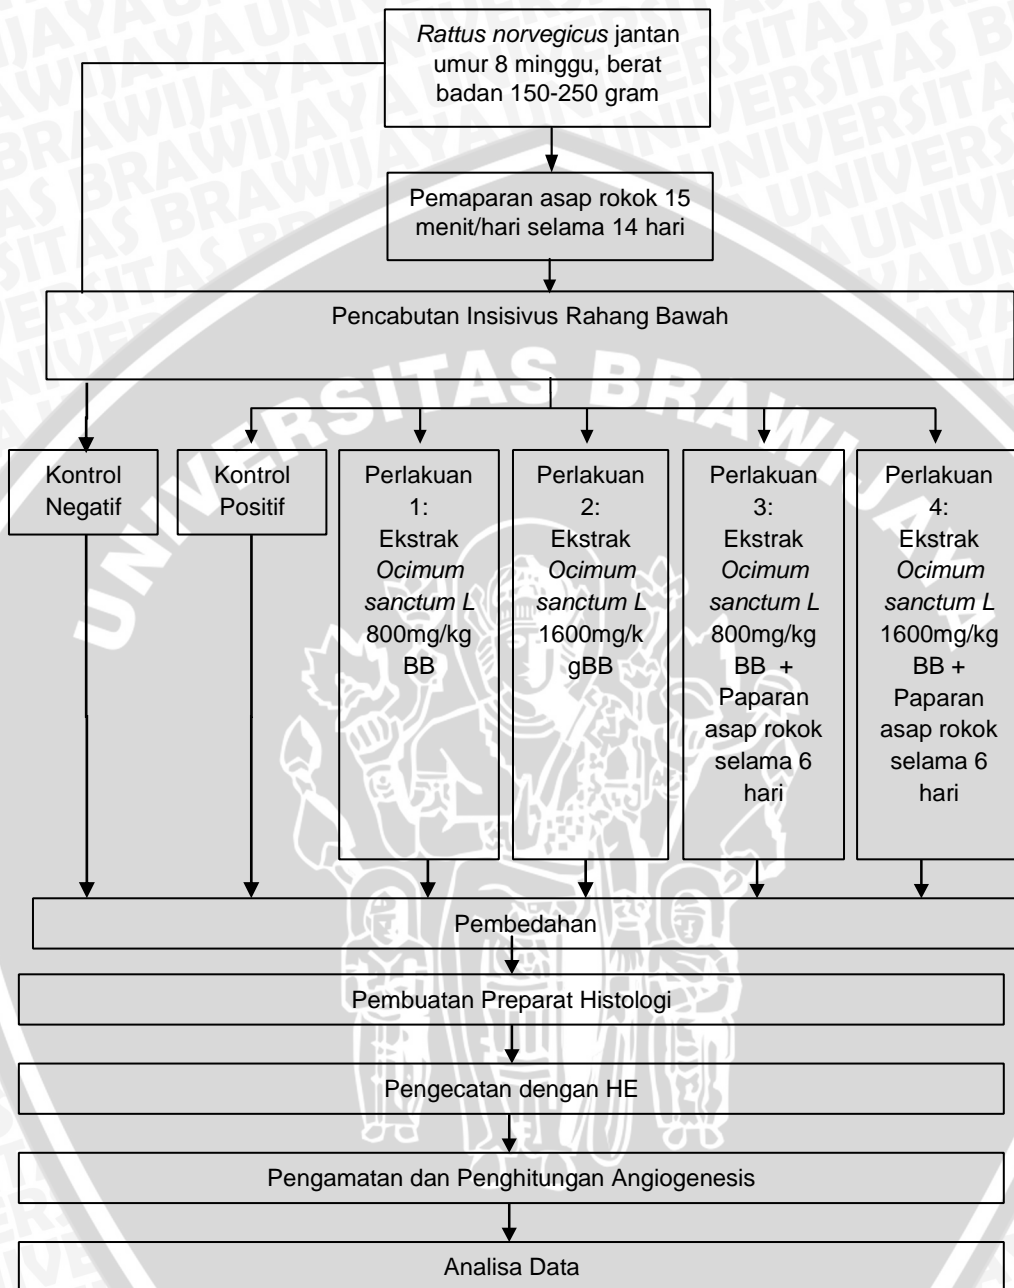 Rattus norvegicus jantan
umur 8 minggu, berat
badan 150-250 gram
Pemaparan asap rokok 15
menit/hari selama 14 hari
Pencabutan Insisivus Rahang Bawah
UNIVERSITAS BRAWIJAYA
Kontrol
Negatif
Kontrol
Positif
Perlakuan
1:
Ekstrak
Ocimum
sanctum L
800mg/kg
BB
Perlakuan
2:
Ekstrak
Ocimum
sanctum L
1600mg/k
gBB
Perlakuan
3:
Ekstrak
Ocimum
sanctum L
800mg/kg
BB +
Paparan
asap rokok
selama 6
hari
Perlakuan
4:
Ekstrak
Ocimum
sanctum L
1600mg/kg
BB +
Paparan
asap rokok
selama 6
hari
Pembedahan
Pembuatan Preparat Histologi
Pengecatan dengan HE
Pengamatan dan Penghitungan Angiogenesis
Analisa Data